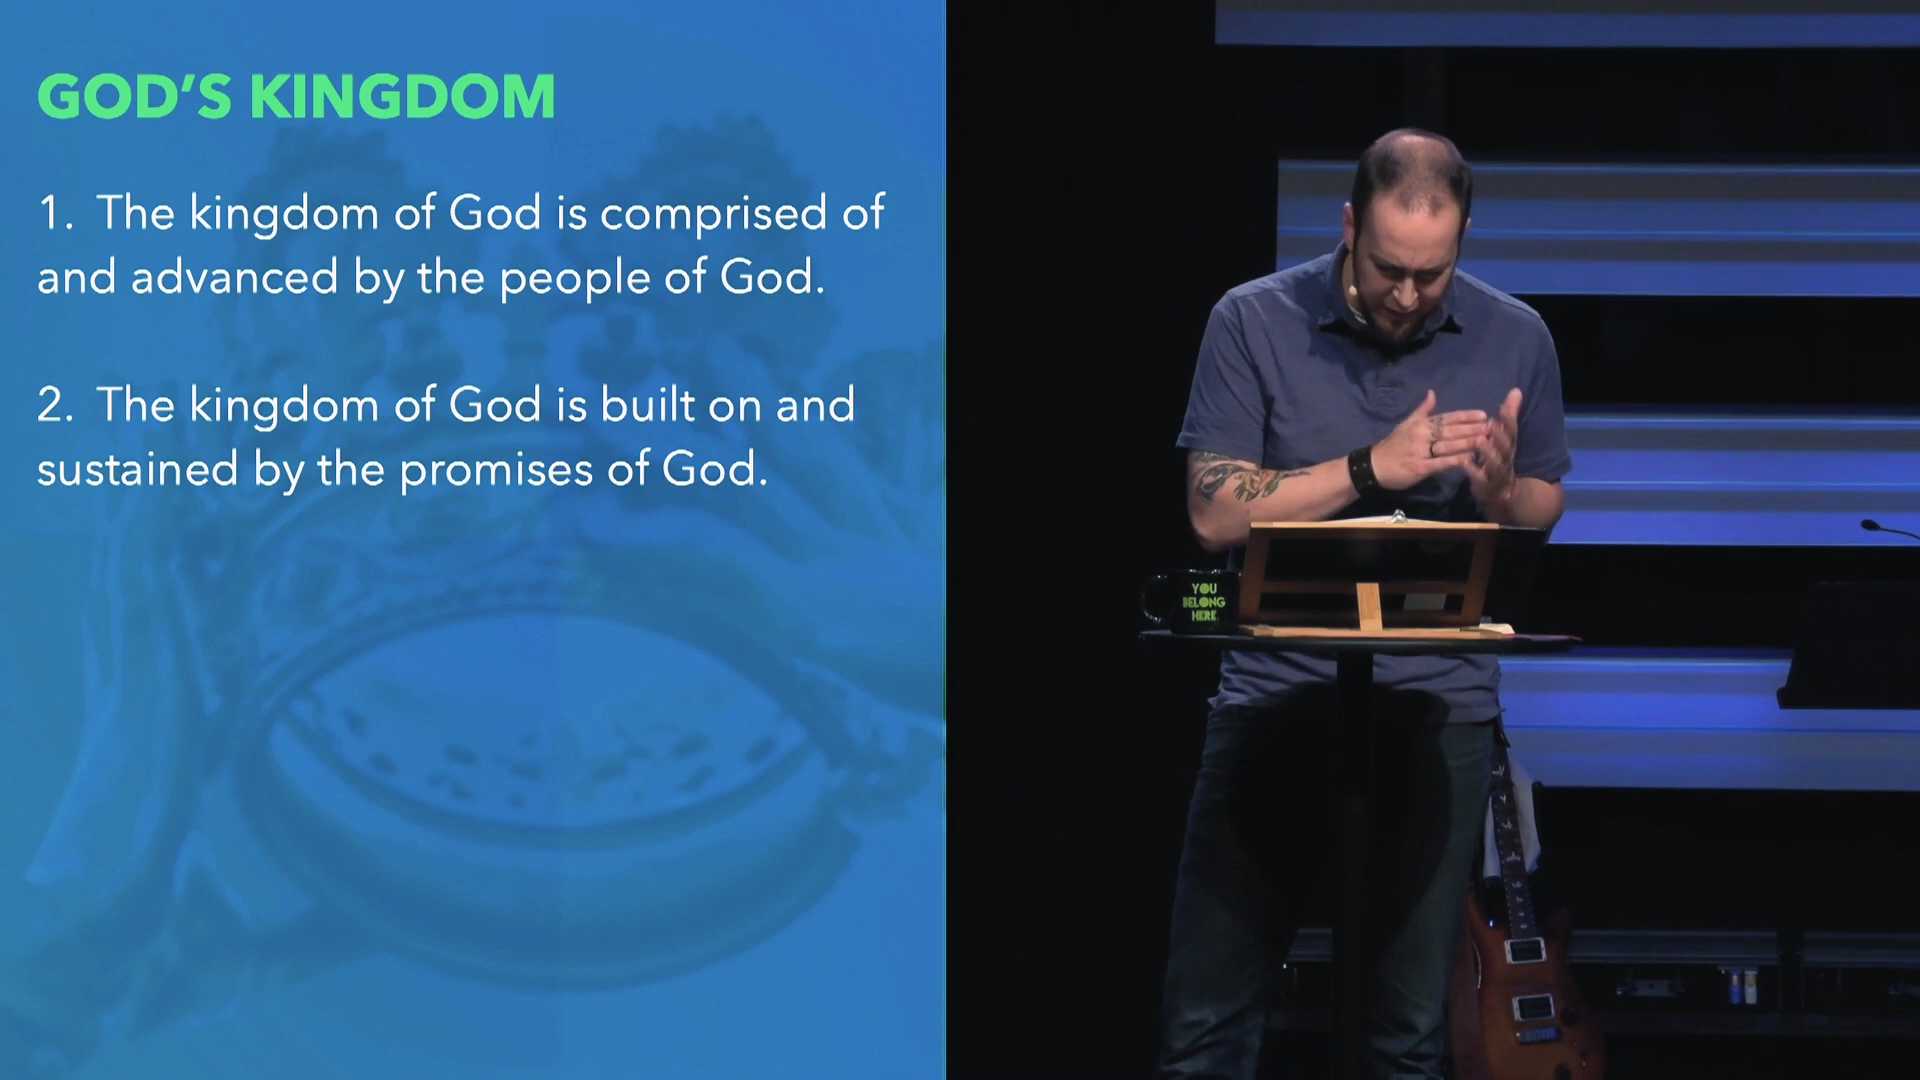 GOD'S KINGDOM
1. The kingdom of God is comprised of
and advanced by the people of God.
2. The kingdom of God is built on and
sustained by the promises of God.
YOU
BELONG
HERE.